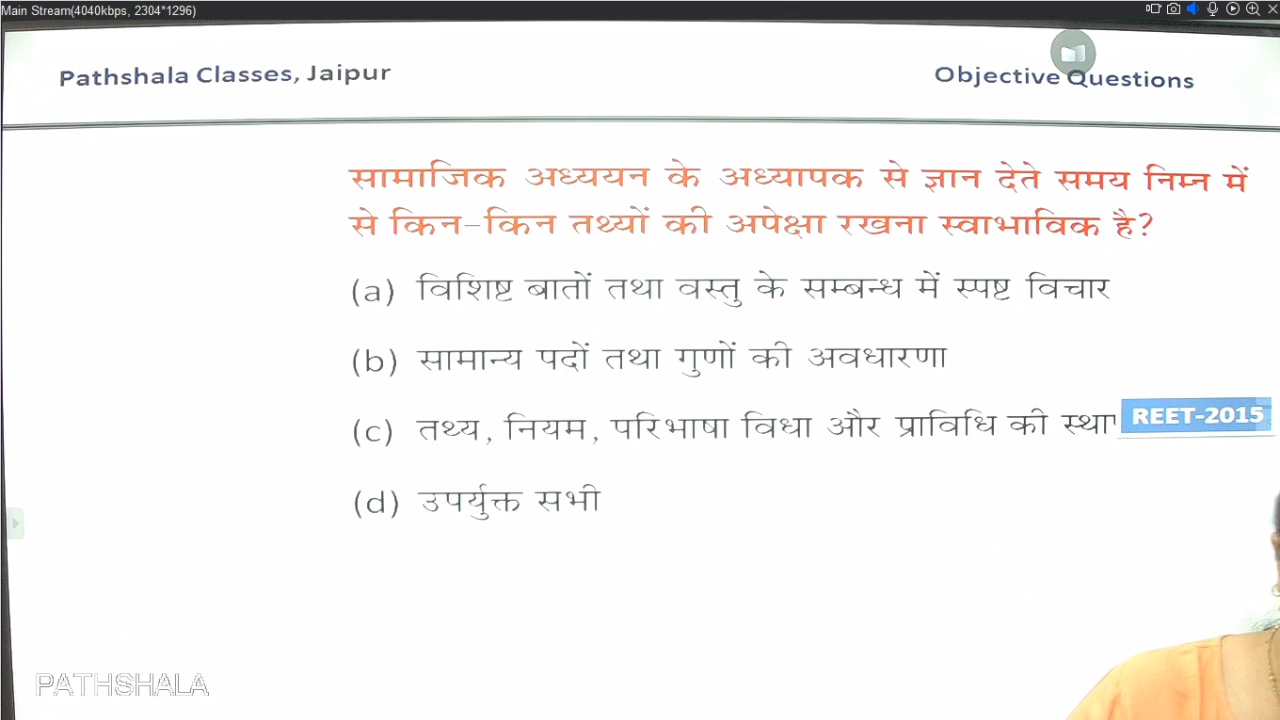 Main Stream(4040kbps, 2304*1296)
Pathshala Classes, Jaipur
Objective Questions
सामाजिक अध्ययन के अध्यापक से ज्ञान देते समय निम्न में
से किन-किन तथ्यों की अपेक्षा रखना स्वाभाविक है?
(a) विशिष्ट बातों तथा वस्तु के सम्बन्ध में स्पष्ट विचार
(b) सामान्य पदों तथा गुणों की अवधारणा
(c) तथ्य, नियम, परिभाषा विधा और प्राविधि की
REET-2015
(d) उपर्युक्त सभी
PATHSHALA